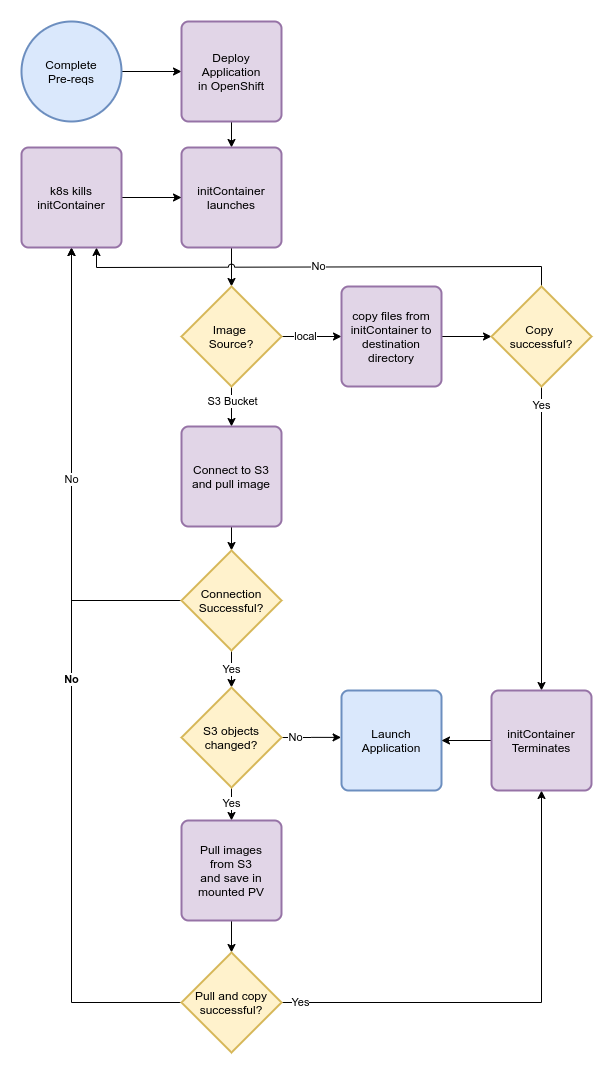 Complete
Pre-reqs
Deploy
Application
in OpenShift
k8s kills
initContainer
initContainer
launches
No
Image
Source?
local
copy files from
initContainer to
destination
directory
Copy
successful?
S3 Bucket
Yes
Connect to S3
and pull image
No
Connection
Successful?
Yes
No
S3 objects
changed?
No
Launch
Application
initContainer
Terminates
Yes
Pull images
from S3
and save in
mounted PV
Pull and copy
successful?
Yes